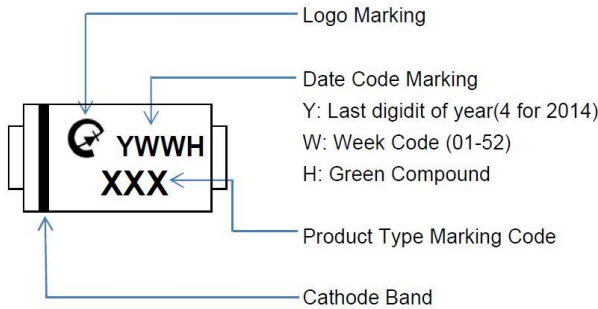 Logo Marking
Date Code Marking
Y: Last digidit of year(4 for 2014)
W: Week Code (01-52)
H: Green Compound
YWWH
XXX
Product Type Marking Code
Cathode Band